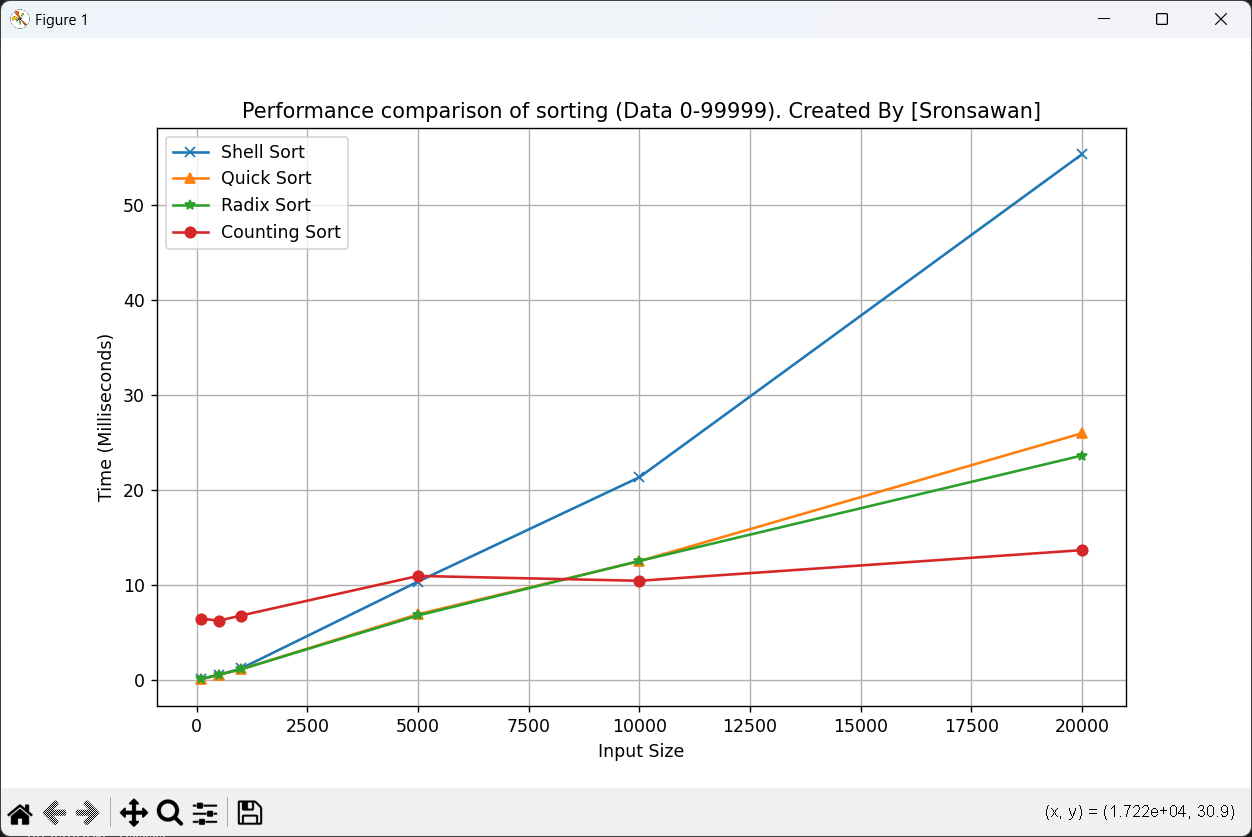 Figure 1
Performance comparison of sorting (Data 0-99999). Created By [Sronsawan]
Shell Sort
Quick Sort
Radix Sort
Counting Sort
Time (Milliseconds)
50
40
30
20
10
0
0 2500 5000 7500 10000 12500 15000 17500 20000
Input Size
(x, y) = (1.722e+04, 30.9)